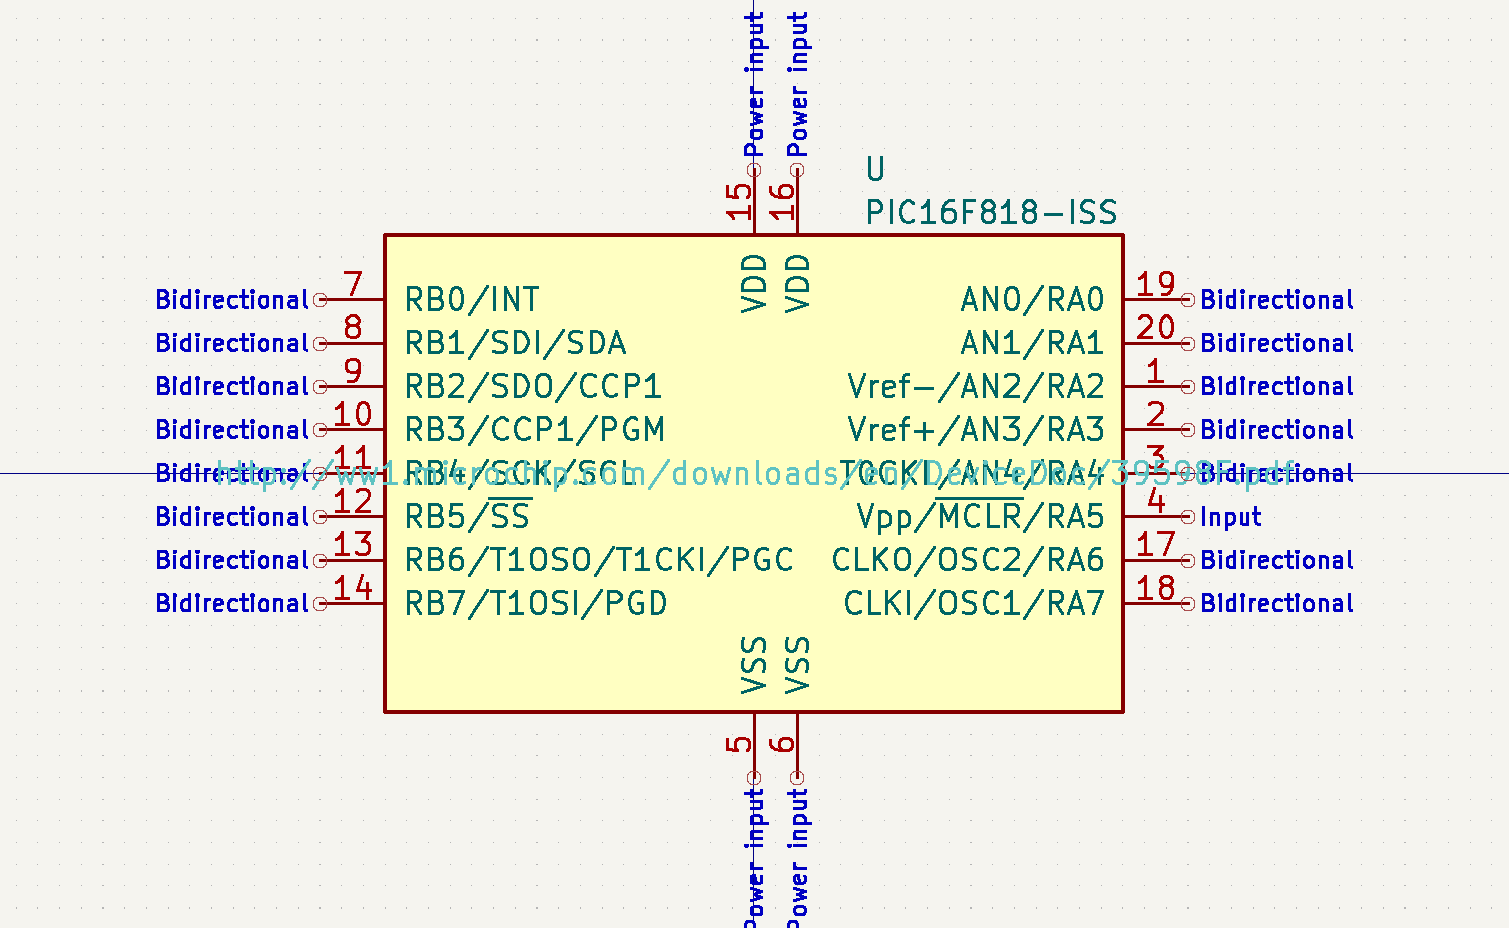 Power input Power input
15 16
U
PIC16F818-ISS
VDD VDD
Bidirectional 7 RB0/INT AN0/RA0 19 Bidirectional
Bidirectional 8 RB1/SDI/SDA AN1/RA1 20 Bidirectional
Bidirectional 9 RB2/SDO/CCP1 Vref-/AN2/RA2 1 Bidirectional
Bidirectional 10 RB3/CCP1/PGM Vref+/AN3/RA3 2 Bidirectional
Bidirectional 11 RB4/SCK/SCL T0CKI/AN4/RA4 3 Bidirectional
http://ww1.microchip.com/downloads/en/DeviceDoc/39598F.pdf
Bidirectional 12 RB5/SS Vpp/MCLR/RA5 4 Input
Bidirectional 13 RB6/T1OSO/T1CKI/PGC CLKO/OSC2/RA6 17 Bidirectional
Bidirectional 14 RB7/T1OSI/PGD CLKI/OSC1/RA7 18 Bidirectional
VSS VSS
5 6
Power input Power input